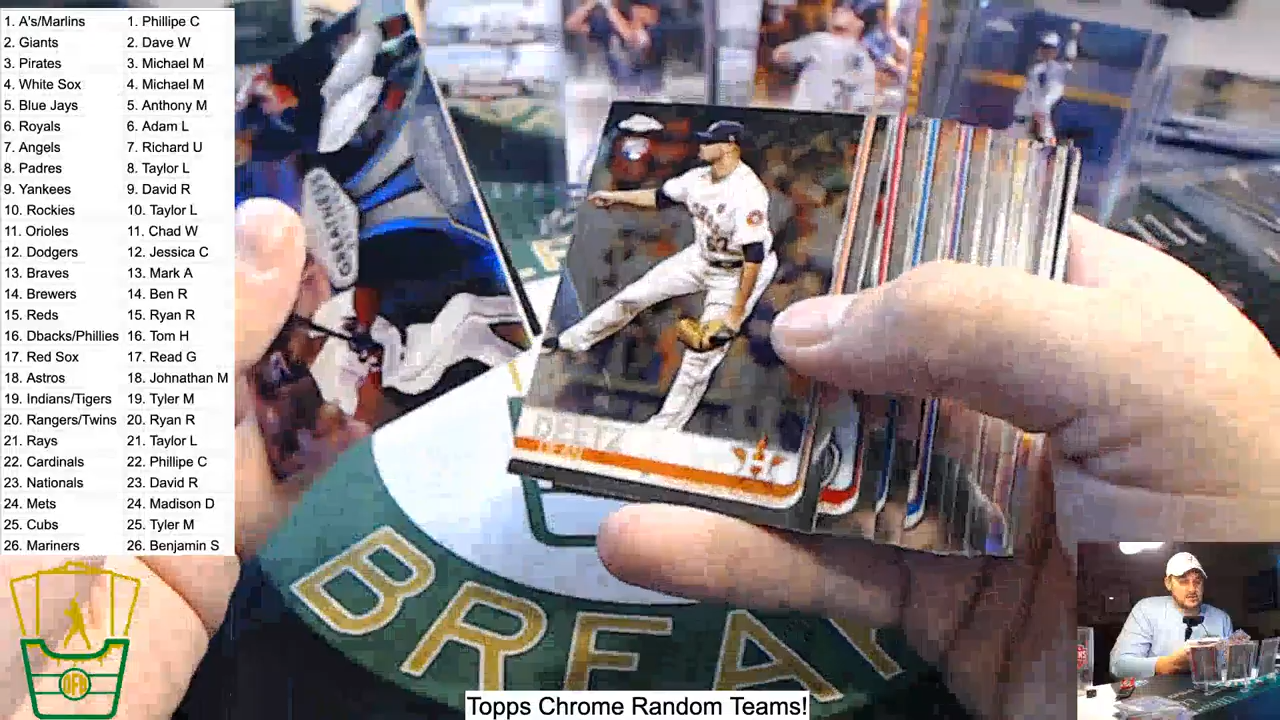 1. A's/Marlins 1. Phillipe C
2. Giants 2. Dave W
3. Pirates 3. Michael M
4. White Sox 4. Michael M
5. Blue Jays 5. Anthony M
6. Royals 6. Adam L
7. Angels 7. Richard U
8. Padres 8. Taylor L
9. Yankees 9. David R
10. Rockies 10. Taylor L
11. Orioles 11. Chad W
12. Dodgers 12. Jessica C
13. Braves 13. Mark A
14. Brewers 14. Ben R
15. Reds 15. Ryan R
16. Dbacks/Phillies 16. Tom H
17. Red Sox 17. Read G
18. Astros 18. Johnathan M
19. Indians/Tigers 19. Tyler M
20. Rangers/Twins 20. Ryan R
21. Rays 21. Taylor L
22. Cardinals 22. Phillipe C
23. Nationals 23. David R
24. Mets 24. Madison D
25. Cubs 25. Tyler M
26. Mariners 26. Benjamin S
DEETZ
DEAN
H
BREA
Topps Chrome Random Teams!